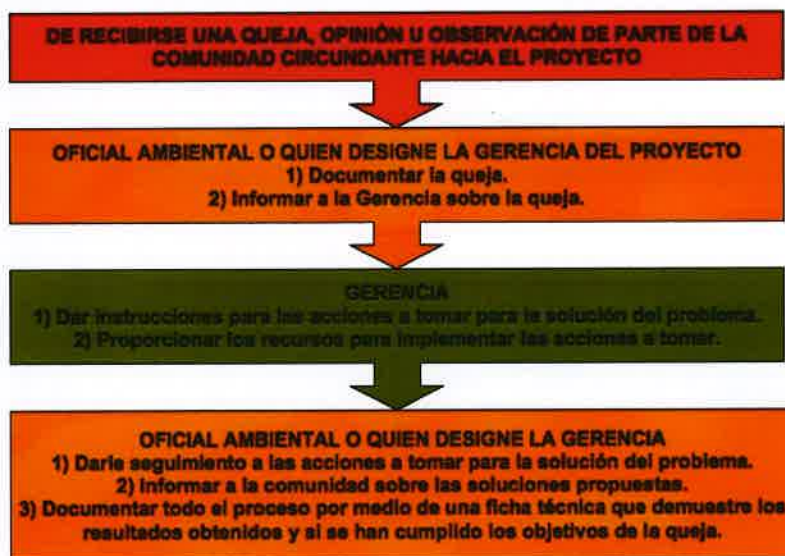 DE RECIBIRSE UNA QUEJA, OPINIÓN U OBSERVACIÓN DE PARTE DE LA
COMUNIDAD CIRCUNDANTE HACIA EL PROYECTO
OFICIAL AMBIENTAL O QUIEN DESIGNE LA GERENCIA DEL PROYECTO
1) Documentar la queja.
2) Informar a la Gerencia sobre la queja.
GERENCIA
1) Dar instrucciones para las acciones a tomar para la solución del problema.
2) Proporcionar los recursos para implementar las acciones a tomar.
OFICIAL AMBIENTAL O QUIEN DESIGNE LA GERENCIA
1) Darle seguimiento a las acciones a tomar para la solución del problema.
2) Informar a la comunidad sobre las soluciones propuestas.
3) Documentar todo el proceso por medio de una ficha técnica que demuestre los
resultados obtenidos y si se han cumplido los objetivos de la queja.